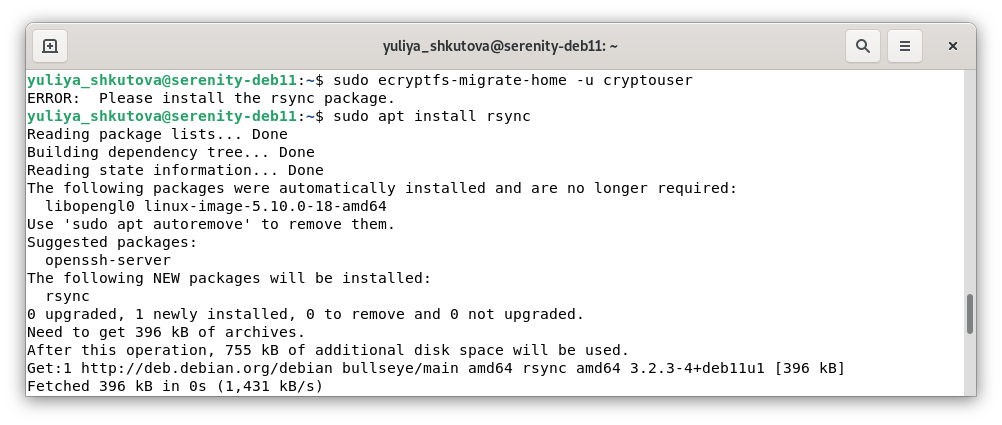 yuliya_shkutova@serenity-deb11: ~
yuliya_shkutova@serenity-deb11:~$ sudo ecryptfs-migrate-home -u cryptouser
ERROR:  Please install the rsync package.
yuliya_shkutova@serenity-deb11:~$ sudo apt install rsync
Reading package lists... Done
Building dependency tree... Done
Reading state information... Done
The following packages were automatically installed and are no longer required:
  libopengl0 linux-image-5.10.0-18-amd64
Use 'sudo apt autoremove' to remove them.
Suggested packages:
  openssh-server
The following NEW packages will be installed:
  rsync
0 upgraded, 1 newly installed, 0 to remove and 0 not upgraded.
Need to get 396 kB of archives.
After this operation, 755 kB of additional disk space will be used.
Get:1 http://deb.debian.org/debian bullseye/main amd64 rsync amd64 3.2.3-4+deb11u1 [396 kB]
Fetched 396 kB in 0s (1,431 kB/s)